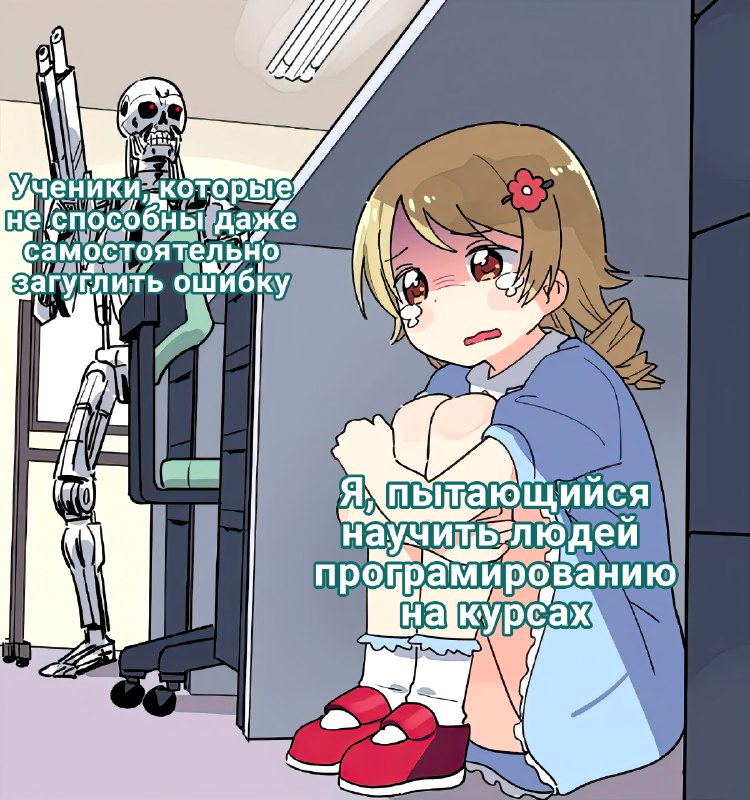 Ученики, которые
не способны даже
самостоятельно
загуглить ошибку
Я, пытающийся
научить людей
програмированию
на курсах